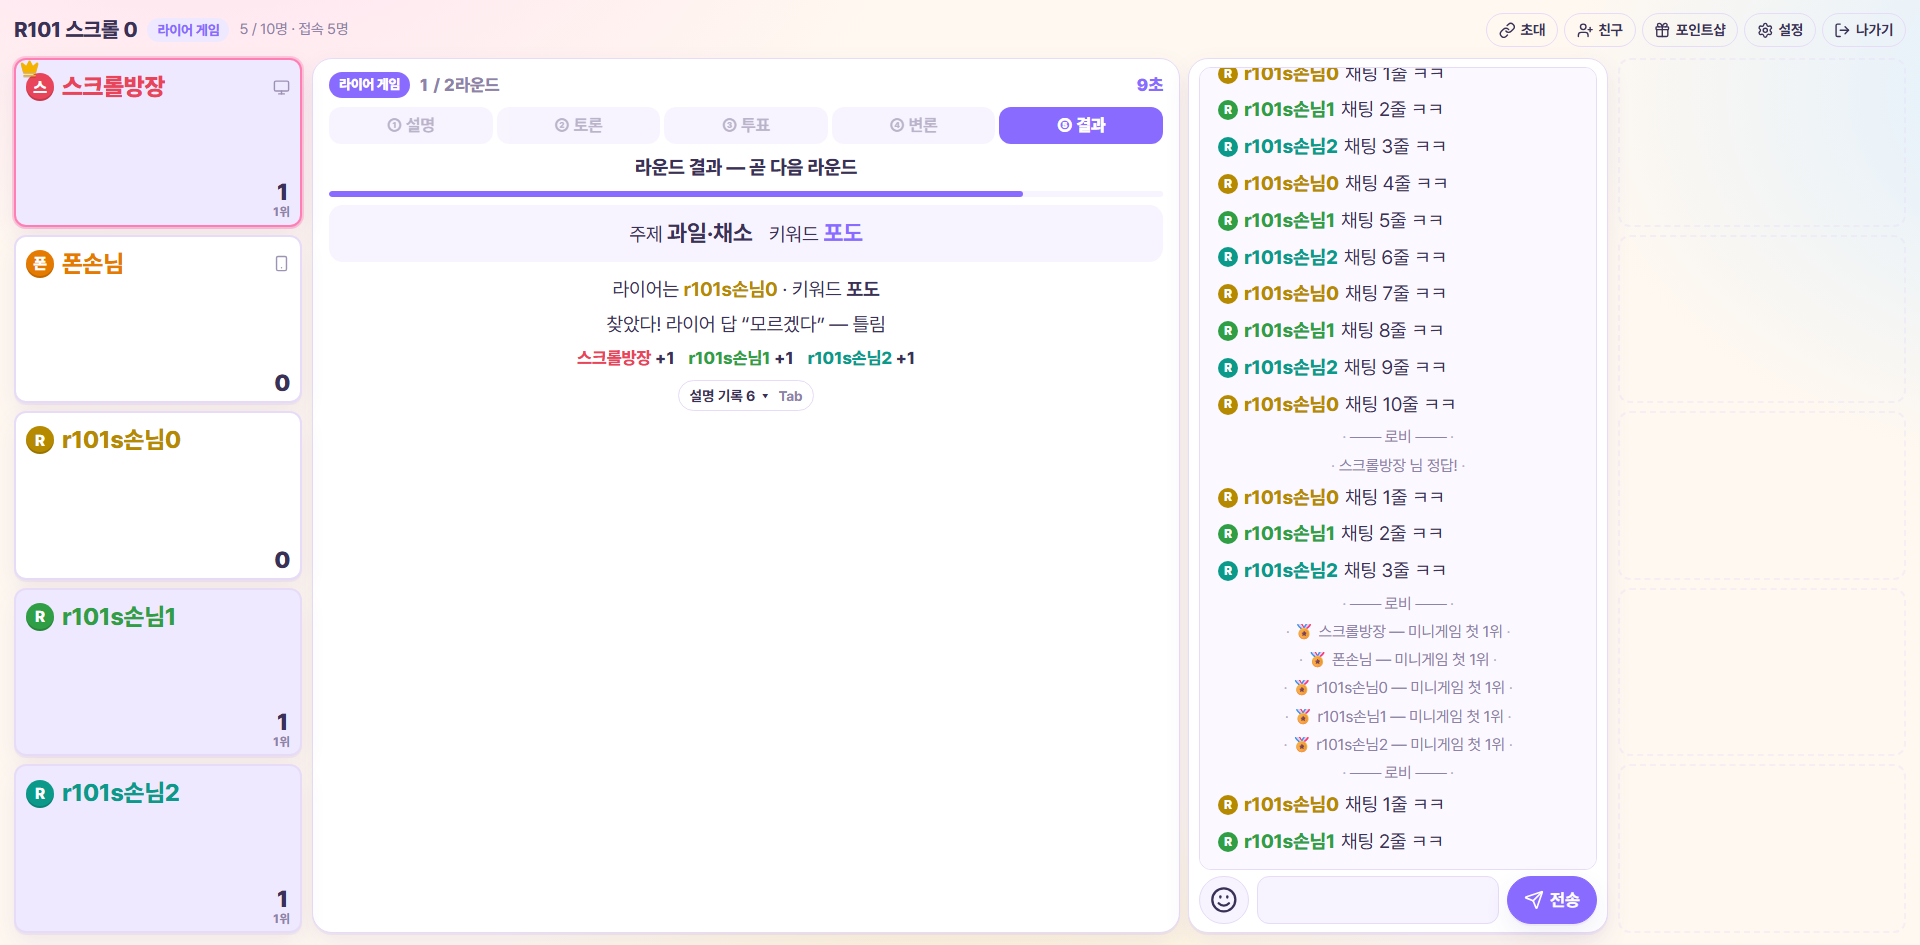 R101 스크롤 0 라이어 게임 5 / 10명 · 접속 5명
초대 친구 포인트샵 설정 나가기
스 스크롤방장
1
1위
폰 폰손님
0
R r101s손님0
0
R r101s손님1
1
1위
R r101s손님2
1
1위
라이어 게임 1 / 2라운드 9초
① 설명 ② 토론 ③ 투표 ④ 변론 ⑤ 결과
라운드 결과 — 곧 다음 라운드
주제 과일·채소 키워드 포도
라이어는 r101s손님0 · 키워드 포도
찾았다! 라이어 답 “모르겠다” — 틀림
스크롤방장 +1 r101s손님1 +1 r101s손님2 +1
설명 기록 6 ▾ Tab
R r101s손님0 채팅 1줄 ㅋㅋ
R r101s손님1 채팅 2줄 ㅋㅋ
R r101s손님2 채팅 3줄 ㅋㅋ
R r101s손님0 채팅 4줄 ㅋㅋ
R r101s손님1 채팅 5줄 ㅋㅋ
R r101s손님2 채팅 6줄 ㅋㅋ
R r101s손님0 채팅 7줄 ㅋㅋ
R r101s손님1 채팅 8줄 ㅋㅋ
R r101s손님2 채팅 9줄 ㅋㅋ
R r101s손님0 채팅 10줄 ㅋㅋ
· —— 로비 —— ·
· 스크롤방장 님 정답! ·
R r101s손님0 채팅 1줄 ㅋㅋ
R r101s손님1 채팅 2줄 ㅋㅋ
R r101s손님2 채팅 3줄 ㅋㅋ
· —— 로비 —— ·
· 🏅 스크롤방장 — 미니게임 첫 1위 ·
· 🏅 폰손님 — 미니게임 첫 1위 ·
· 🏅 r101s손님0 — 미니게임 첫 1위 ·
· 🏅 r101s손님1 — 미니게임 첫 1위 ·
· 🏅 r101s손님2 — 미니게임 첫 1위 ·
· —— 로비 —— ·
R r101s손님0 채팅 1줄 ㅋㅋ
R r101s손님1 채팅 2줄 ㅋㅋ
전송